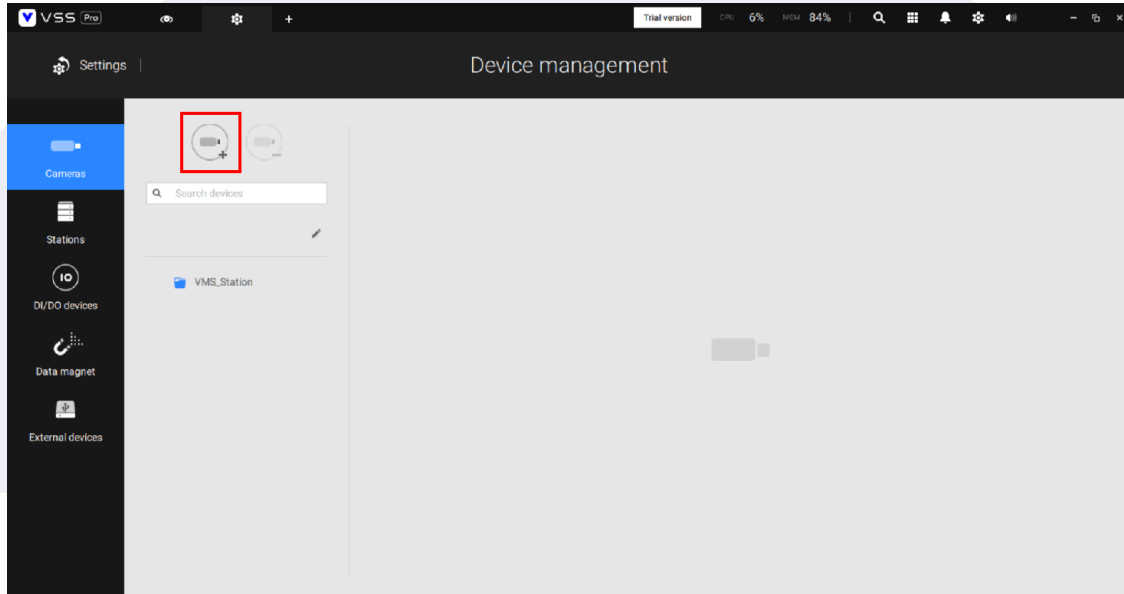 VSS Pro
Trial version CPU 6% MEM 84%
Settings
Device management
Cameras
Search devices
Stations
VMS_Station
IO
DI/DO devices
Data magnet
External devices